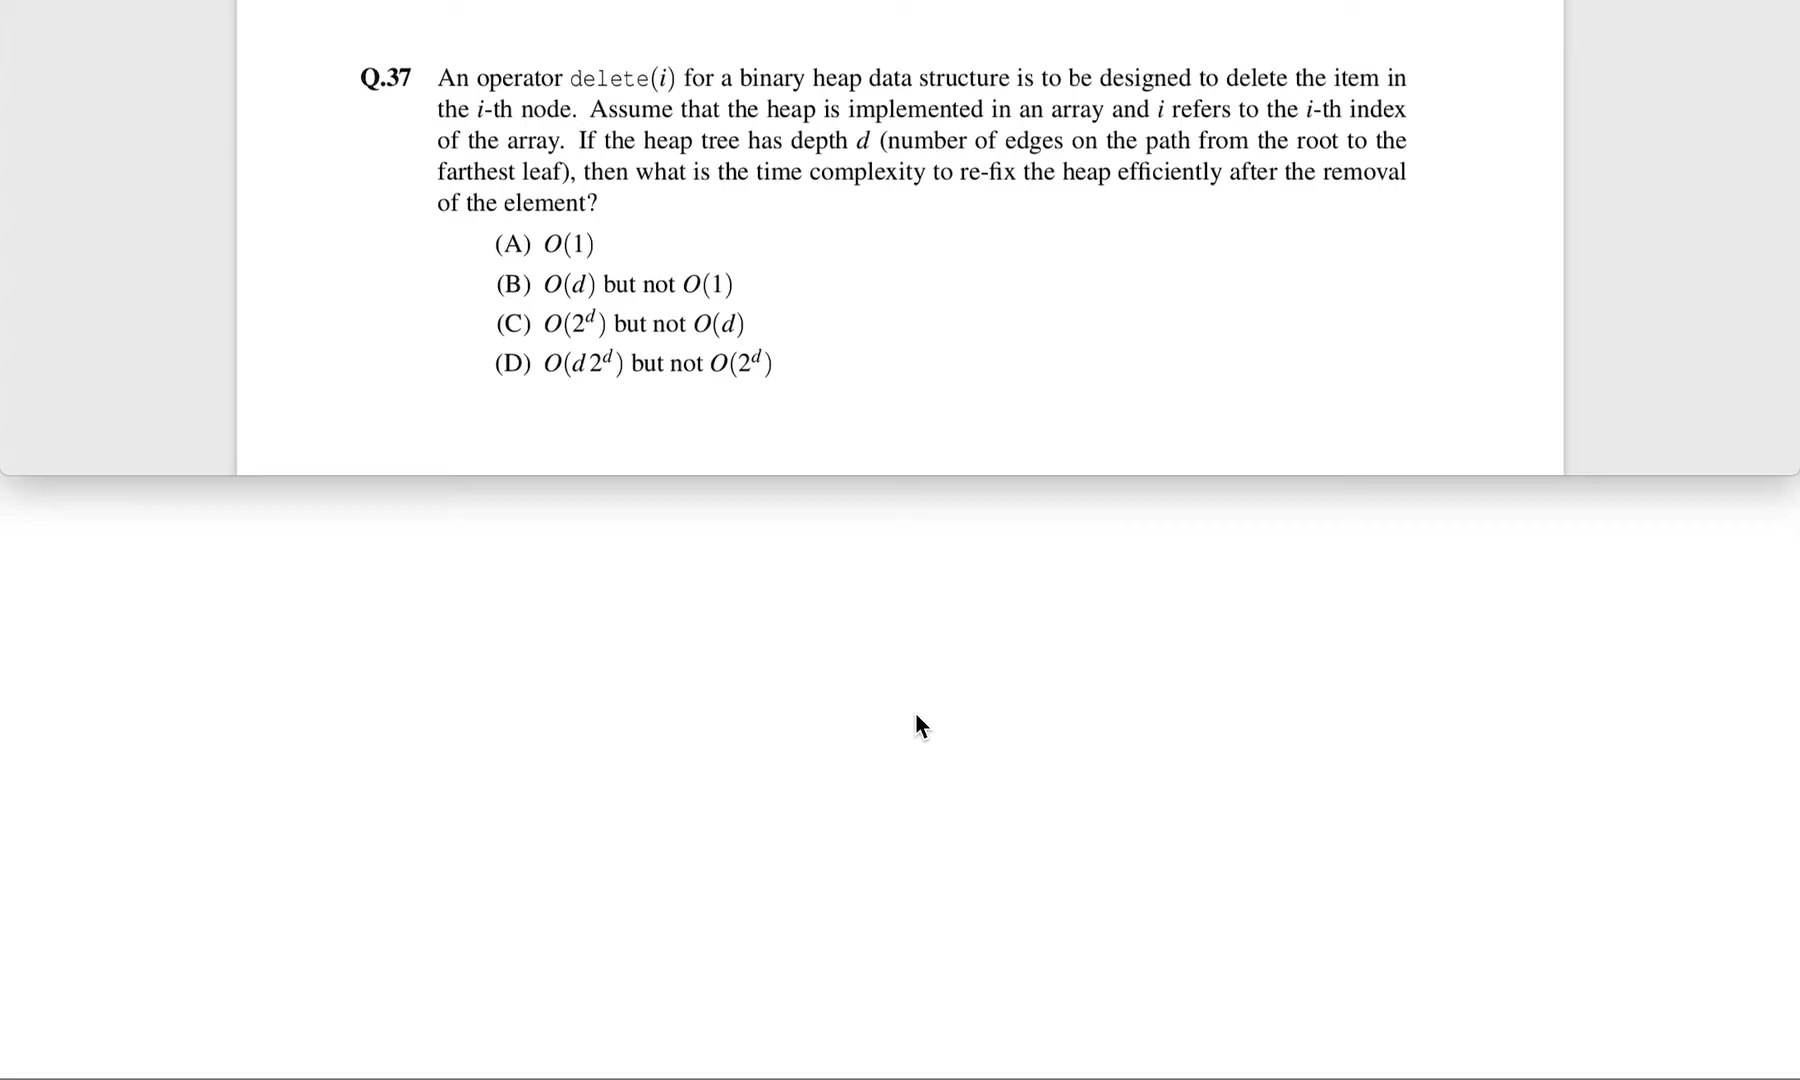 Q.37 An operator delete(i) for a binary heap data structure is to be designed to delete the item in
the i-th node. Assume that the heap is implemented in an array and i refers to the i-th index
of the array. If the heap tree has depth d (number of edges on the path from the root to the
farthest leaf), then what is the time complexity to re-fix the heap efficiently after the removal
of the element?
(A) O(1)
(B) O(d) but not O(1)
(C) O(2^d) but not O(d)
(D) O(d2^d) but not O(2^d)